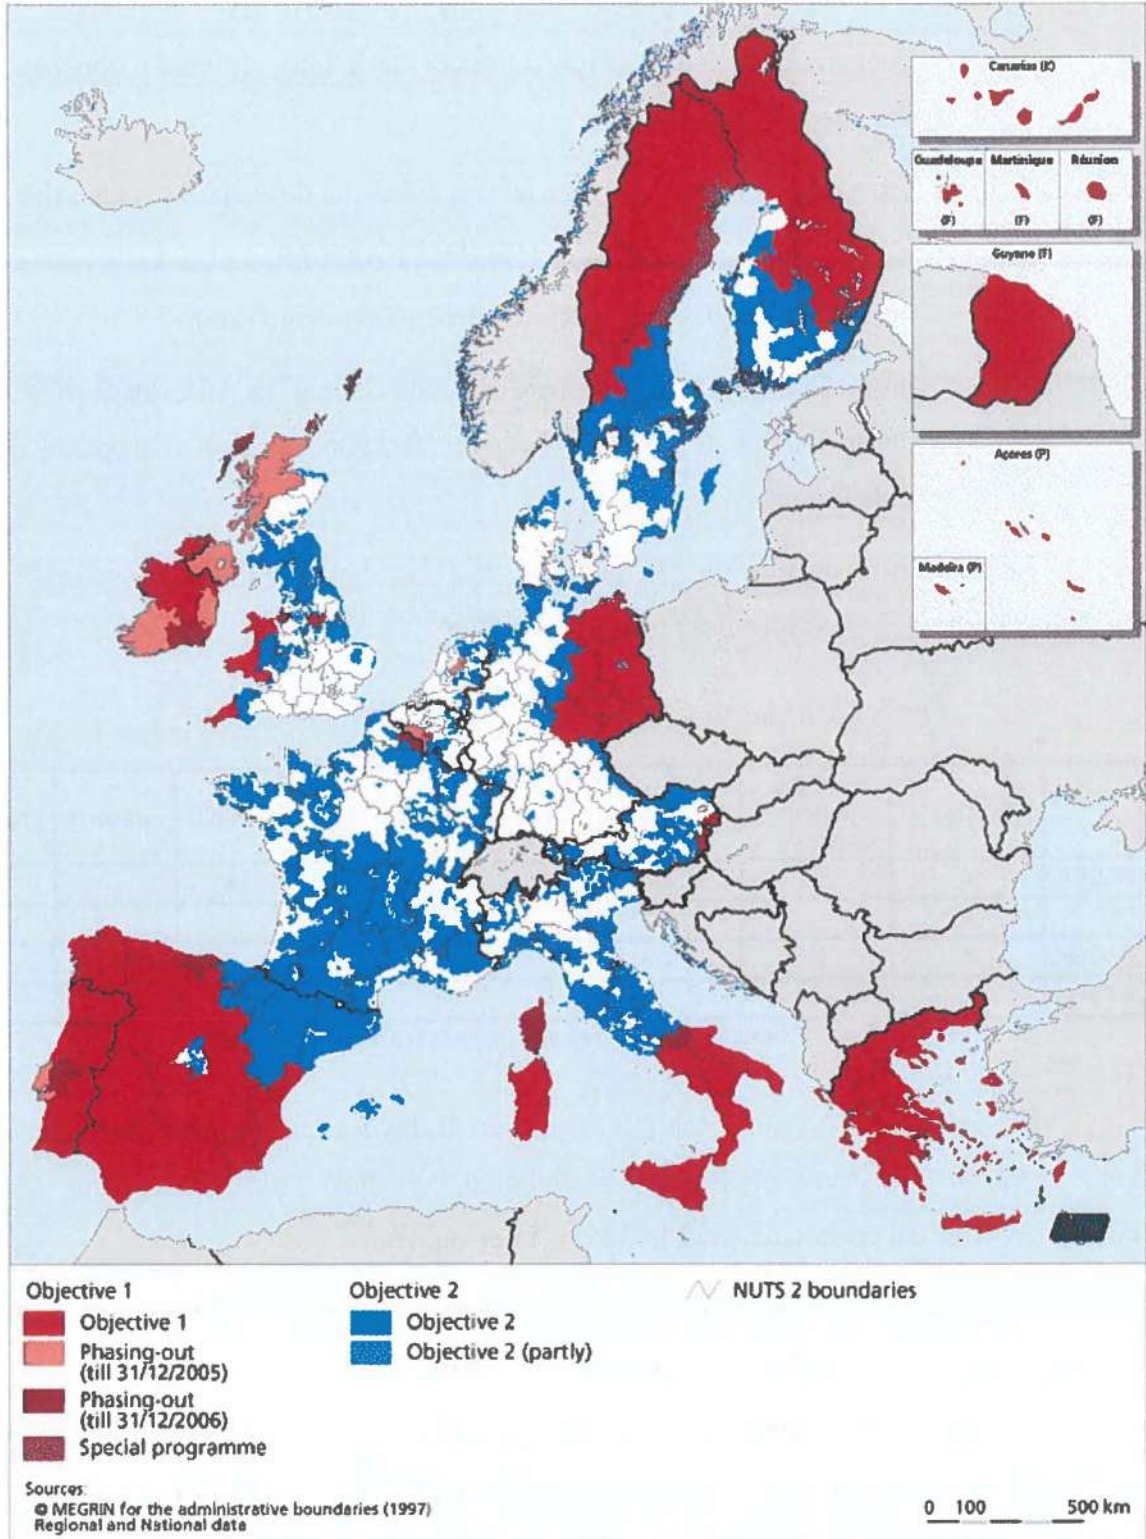 Canarias (E)
Guadeloupe
Martinique
Réunion
(F)
(F)
(F)
Guyane (F)
Açores (P)
Madeira (P)
Objective 1
Objective 1
Phasing-out
(till 31/12/2005)
Phasing-out
(till 31/12/2006)
Special programme
Objective 2
Objective 2
Objective 2 (partly)
NUTS 2 boundaries
Sources:
© MEGRIN for the administrative boundaries (1997)
Regional and National data
0 100 500 km